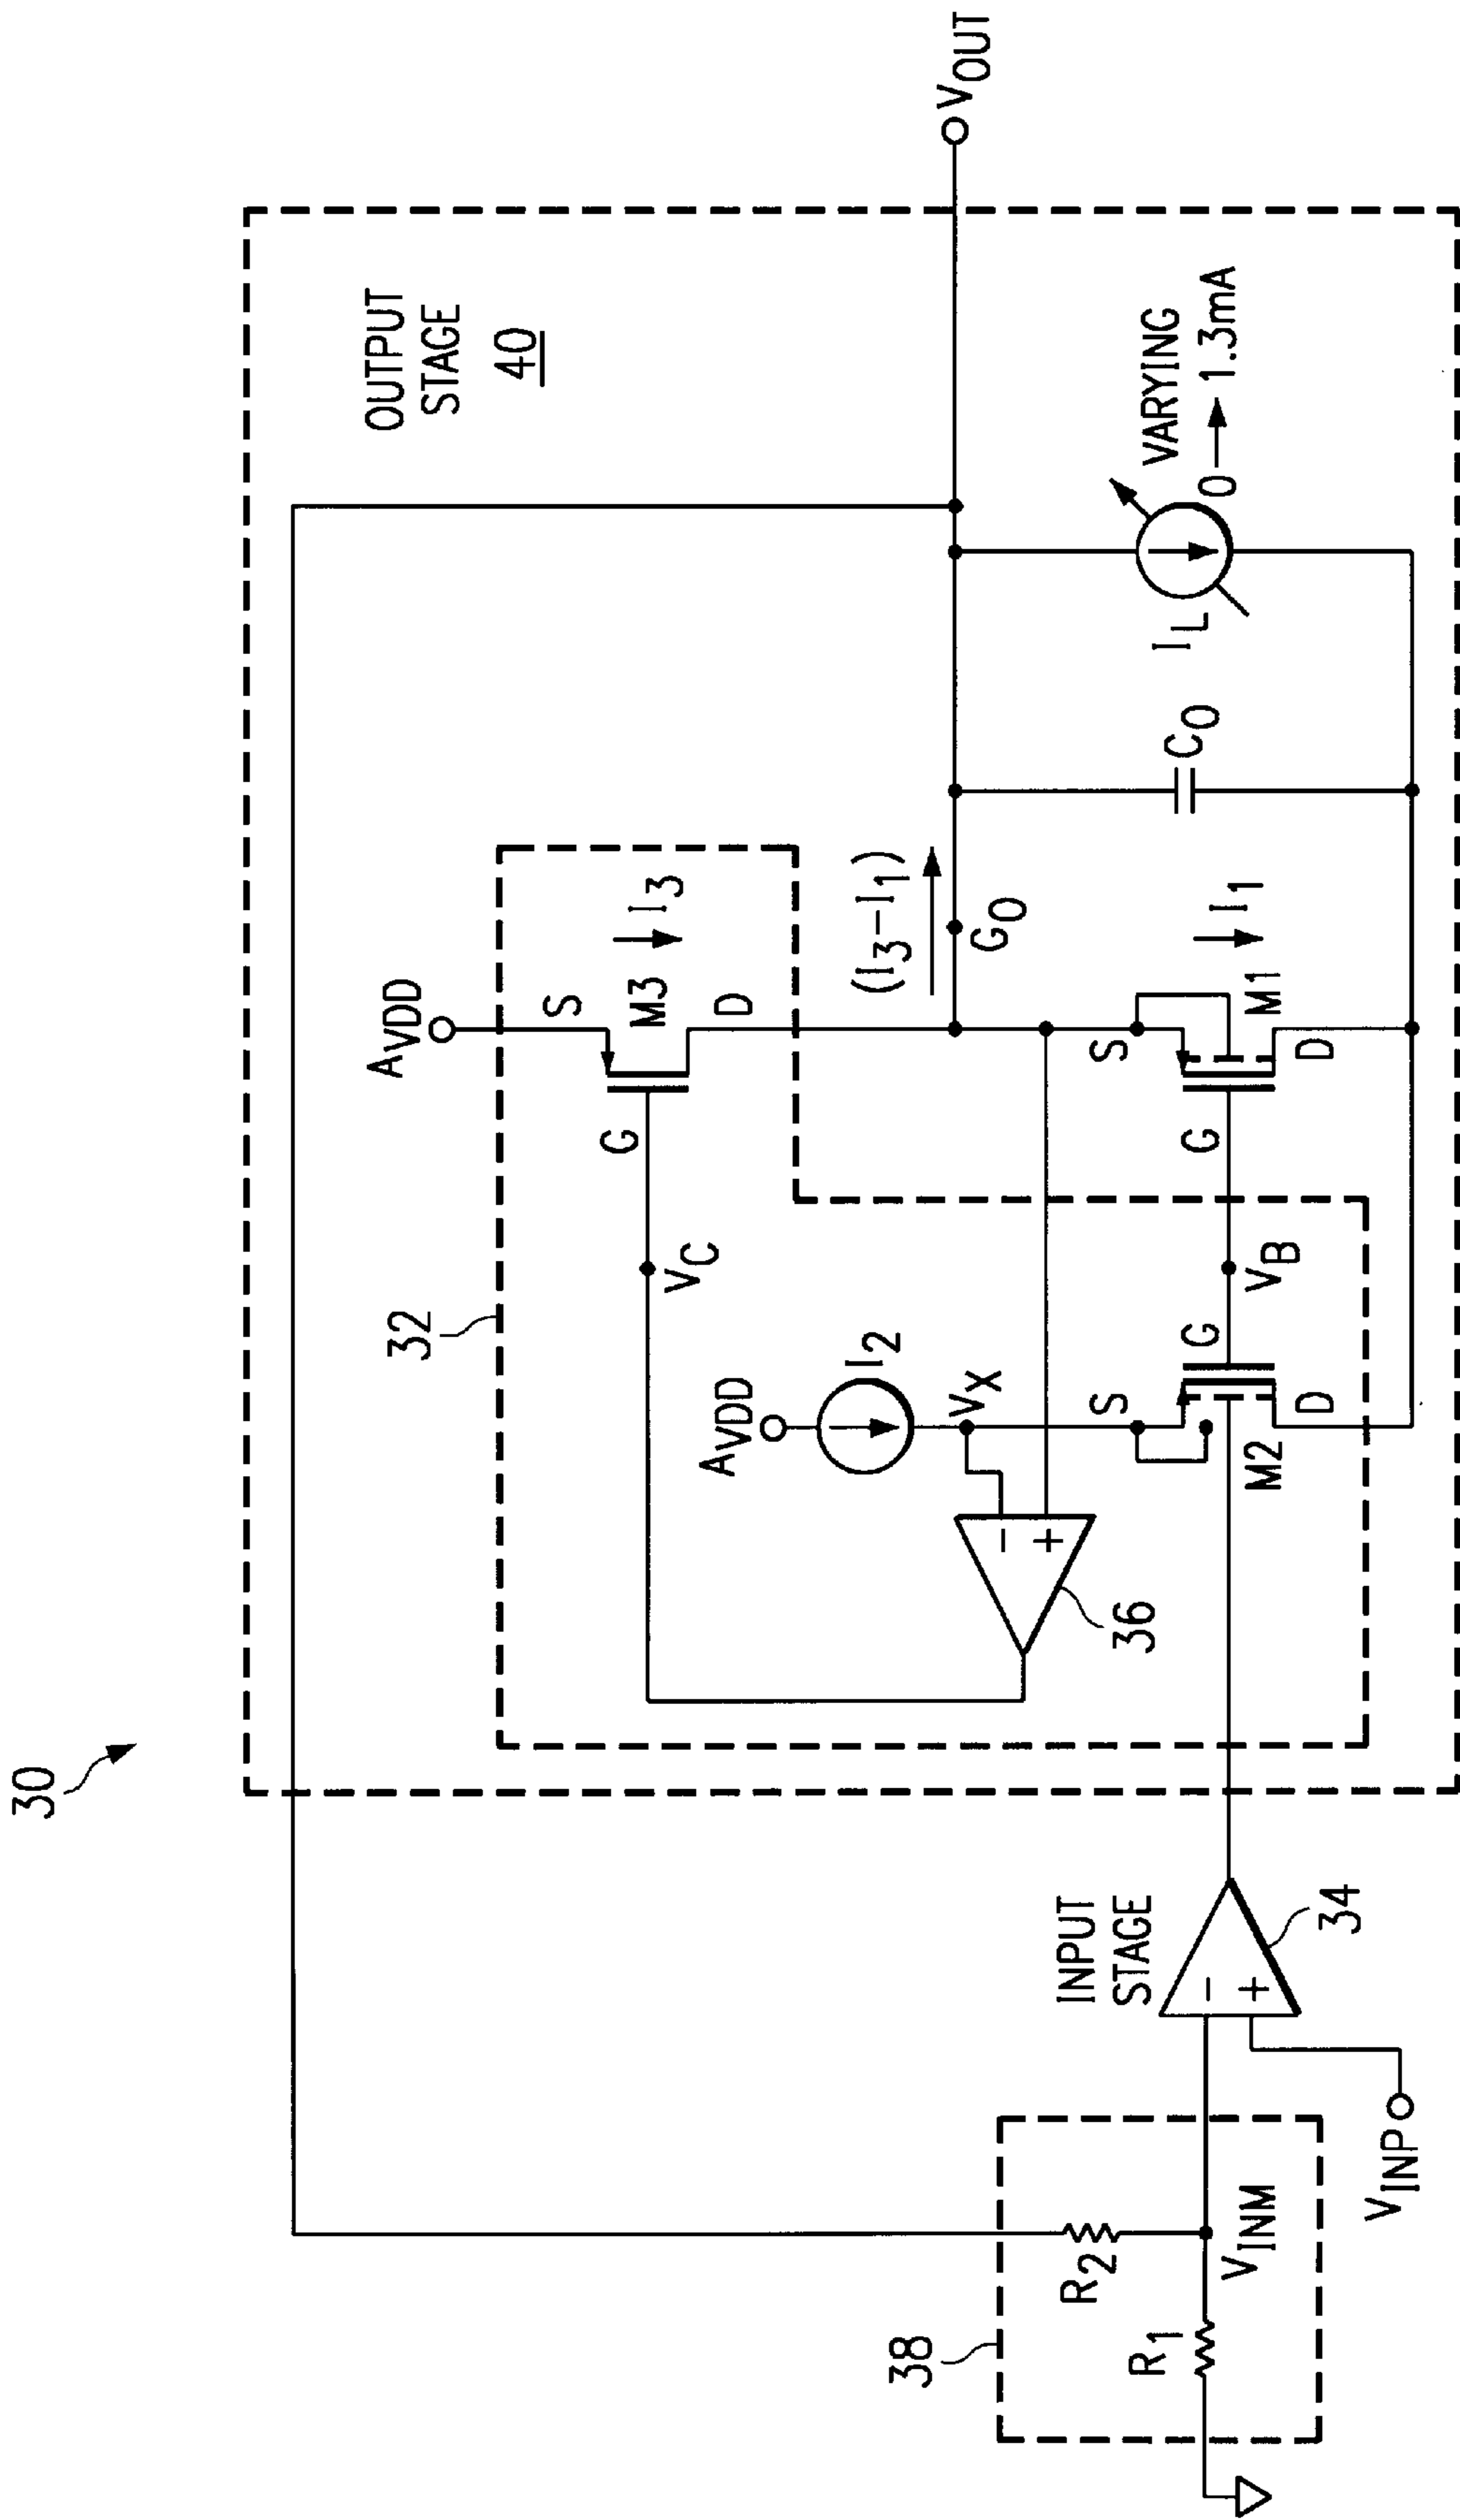 30
OUTPUT
STAGE
40
AVDD
S
M3
I3
G
D
32
VC
(I3-I1)
GO
VOUT
AVDD
I2
VX
-
+
36
S
G
M2
D
VB
S
G
M1
I1
D
CO
IL
VARYING
0 → 1.3mA
INPUT
STAGE
-
+
34
38
R2
R1
VINM
VINP